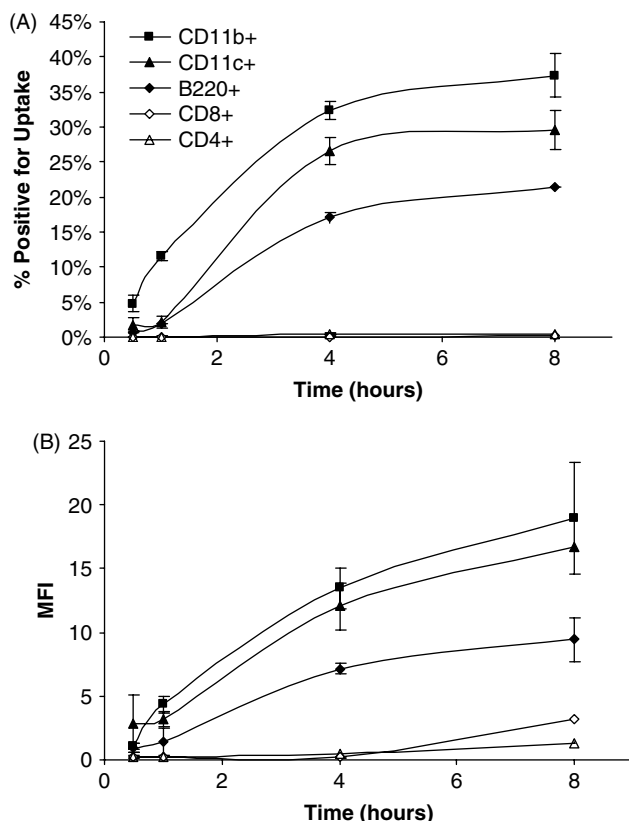 (A)
45%
40%
35%
30%
25%
20%
15%
10%
5%
0%
% Positive for Uptake
CD11b+
CD11c+
B220+
CD8+
CD4+
0 2 4 6 8
Time (hours)
(B)
25
20
15
10
5
0
MFI
0 2 4 6 8
Time (hours)